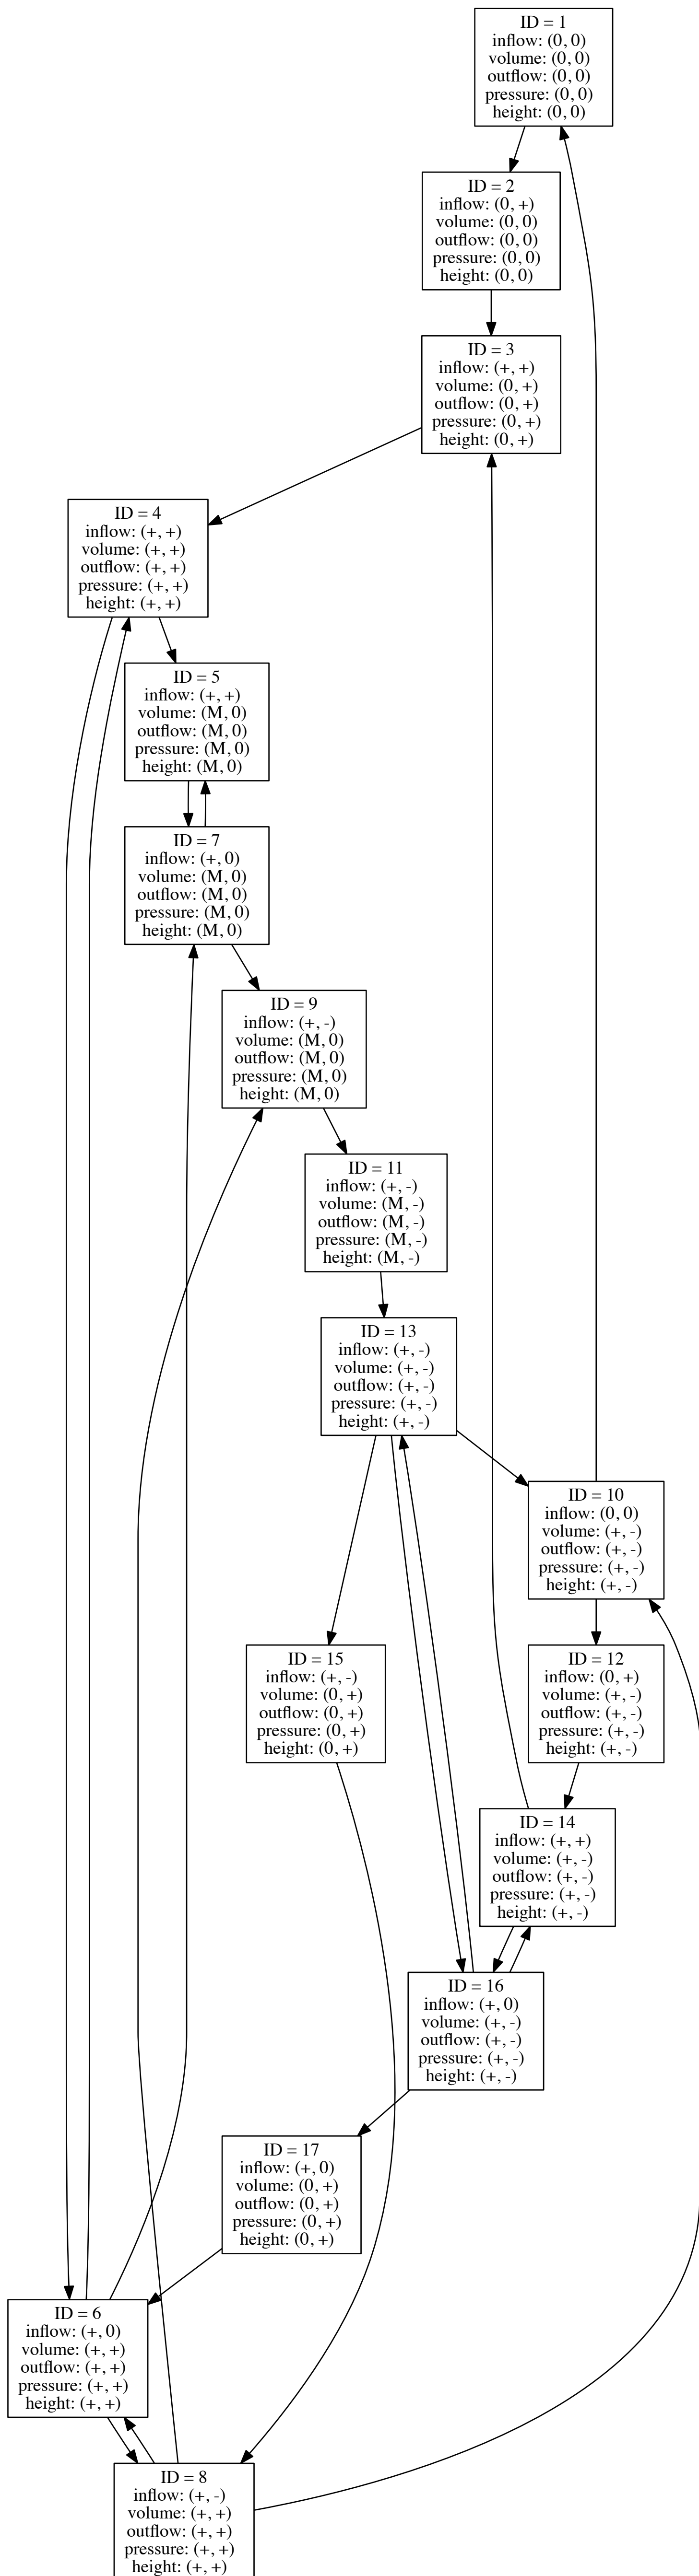 ID = 1
inflow: (0, 0)
volume: (0, 0)
outflow: (0, 0)
pressure: (0, 0)
height: (0, 0)
ID = 2
inflow: (0, +)
volume: (0, 0)
outflow: (0, 0)
pressure: (0, 0)
height: (0, 0)
ID = 3
inflow: (+, +)
volume: (0, +)
outflow: (0, +)
pressure: (0, +)
height: (0, +)
ID = 4
inflow: (+, +)
volume: (+, +)
outflow: (+, +)
pressure: (+, +)
height: (+, +)
ID = 5
inflow: (+, +)
volume: (M, 0)
outflow: (M, 0)
pressure: (M, 0)
height: (M, 0)
ID = 7
inflow: (+, 0)
volume: (M, 0)
outflow: (M, 0)
pressure: (M, 0)
height: (M, 0)
ID = 9
inflow: (+, -)
volume: (M, 0)
outflow: (M, 0)
pressure: (M, 0)
height: (M, 0)
ID = 11
inflow: (+, -)
volume: (M, -)
outflow: (M, -)
pressure: (M, -)
height: (M, -)
ID = 13
inflow: (+, -)
volume: (+, -)
outflow: (+, -)
pressure: (+, -)
height: (+, -)
ID = 10
inflow: (0, 0)
volume: (+, -)
outflow: (+, -)
pressure: (+, -)
height: (+, -)
ID = 15
inflow: (+, -)
volume: (0, +)
outflow: (0, +)
pressure: (0, +)
height: (0, +)
ID = 12
inflow: (0, +)
volume: (+, -)
outflow: (+, -)
pressure: (+, -)
height: (+, -)
ID = 14
inflow: (+, +)
volume: (+, -)
outflow: (+, -)
pressure: (+, -)
height: (+, -)
ID = 16
inflow: (+, 0)
volume: (+, -)
outflow: (+, -)
pressure: (+, -)
height: (+, -)
ID = 17
inflow: (+, 0)
volume: (0, +)
outflow: (0, +)
pressure: (0, +)
height: (0, +)
ID = 6
inflow: (+, 0)
volume: (+, +)
outflow: (+, +)
pressure: (+, +)
height: (+, +)
ID = 8
inflow: (+, -)
volume: (+, +)
outflow: (+, +)
pressure: (+, +)
height: (+, +)